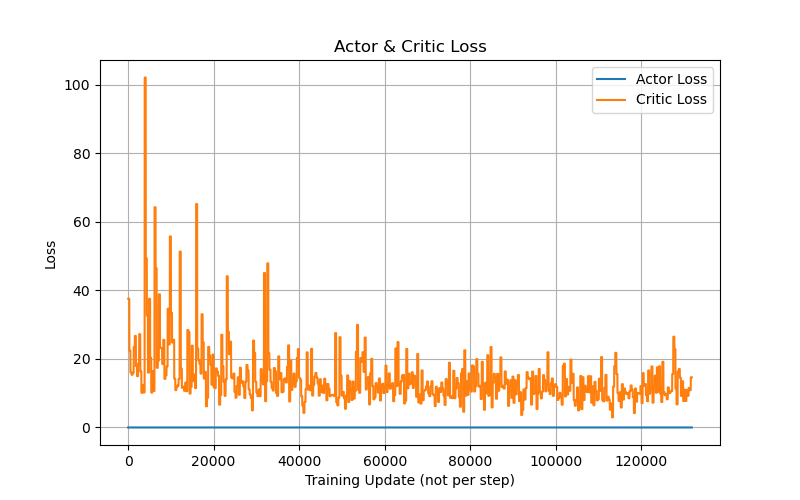 Actor & Critic Loss
Actor Loss
Critic Loss
Loss
100
80
60
40
20
0
0 20000 40000 60000 80000 100000 120000
Training Update (not per step)